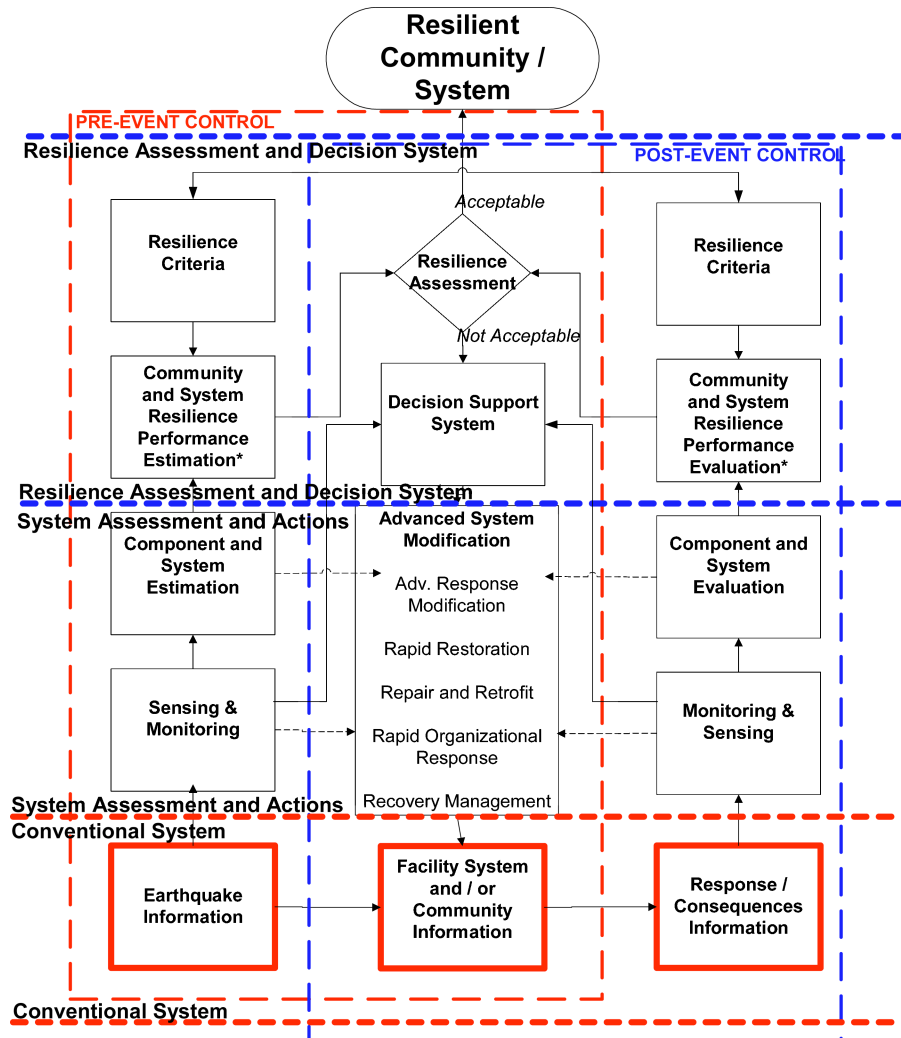 Resilient
Community /
System
PRE-EVENT CONTROL
Resilience Assessment and Decision System
POST-EVENT CONTROL
Acceptable
Resilience
Criteria
Resilience
Assessment
Resilience
Criteria
Not Acceptable
Community
and System
Resilience
Performance
Estimation*
Decision Support
System
Community
and System
Resilience
Performance
Evaluation*
Resilience Assessment and Decision System
System Assessment and Actions
Component and
System
Estimation
Advanced System
Modification
Adv. Response
Modification
Rapid Restoration
Repair and Retrofit
Rapid Organizational
Response
Recovery Management
Component and
System
Evaluation
Sensing &
Monitoring
Monitoring &
Sensing
System Assessment and Actions
Conventional System
Earthquake
Information
Facility System
and / or
Community
Information
Response /
Consequences
Information
Conventional System